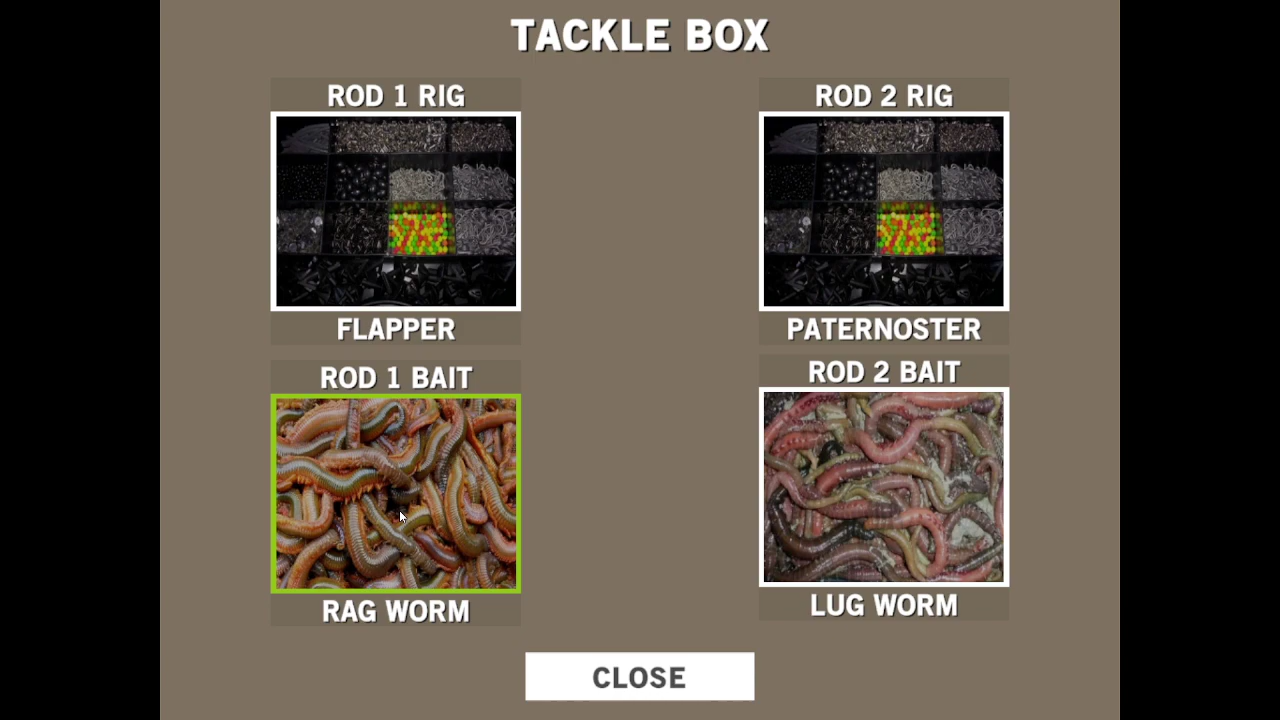 TACKLE BOX
ROD 1 RIG
FLAPPER
ROD 1 BAIT
RAG WORM
ROD 2 RIG
PATERNOSTER
ROD 2 BAIT
LUG WORM
CLOSE